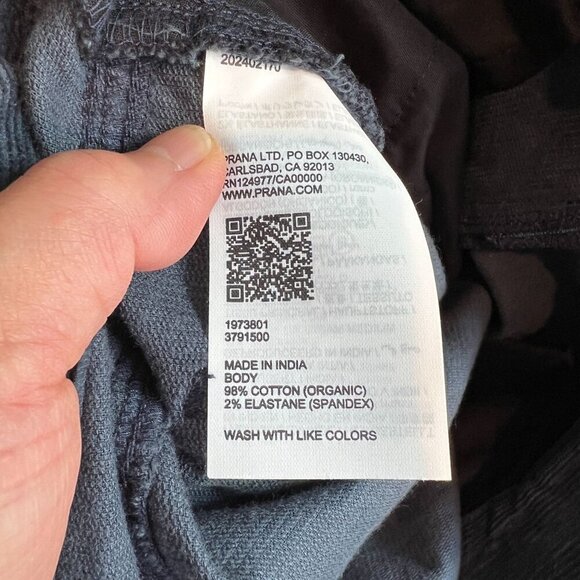 202402170
PRANA LTD, PO BOX 130430,
CARLSBAD, CA 92013
RN124977/CA00000
WWW.PRANA.COM
1973801
3791500
MADE IN INDIA
BODY
98% COTTON (ORGANIC)
2% ELASTANE (SPANDEX)
WASH WITH LIKE COLORS